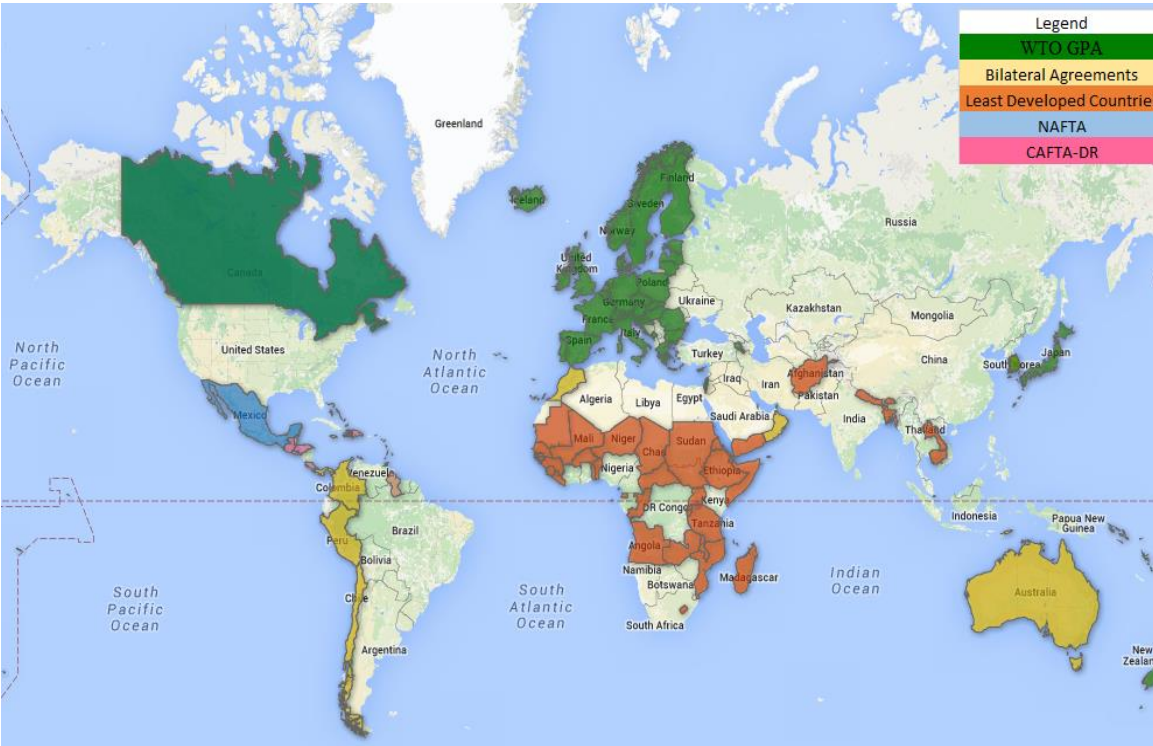 Legend
WTO GPA
Bilateral Agreements
Least Developed Countrie
NAFTA
CAFTA-DR
Greenland
Iceland
Finland
Sweden
Norway
Russia
United
Kingdom
Canada
Poland
Germany
Ukraine
Kazakhstan
Mongolia
France
Italy
Spain
North
Pacific
Ocean
United States
North
Atlantic
Ocean
Turkey
China
South Korea
Japan
Afghanistan
Iraq
Iran
Pakistan
Algeria
Libya
Egypt
Saudi Arabia
India
Mexico
Thailand
Mali
Niger
Chad
Sudan
Nigeria
Ethiopia
Venezuela
Colombia
DR Congo
Kenya
Indonesia
Papua New
Guinea
Tanzania
Brazil
Peru
Angola
Bolivia
Namibia
Botswana
Madagascar
Indian
Ocean
South
Pacific
Ocean
Chile
South
Atlantic
Ocean
Australia
South Africa
Argentina
New
Zealan